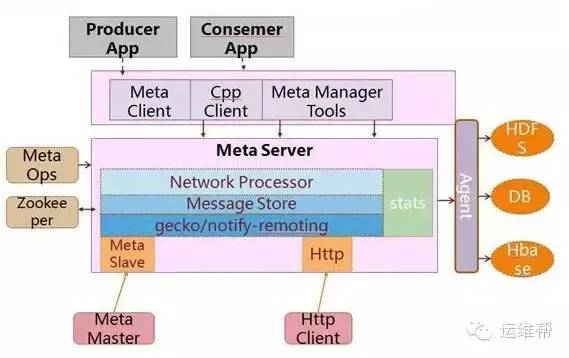 Producer
App
Consemer
App
Meta
Client
Cpp
Client
Meta Manager
Tools
Meta Server
Meta
Ops
Zookee
per
Network Processor
Message Store
gecko/notify-remoting
stats
Meta
Slave
Http
Agent
HDF
S
DB
Hba
se
Meta
Master
Http
Client
运维帮